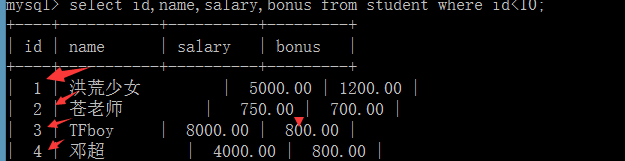 mysql> select id,name,salary,bonus from student where id<10;
+----+----------+----------+---------+
| id | name | salary | bonus |
+----+----------+----------+---------+
| 1 | 洪荒少女 | 5000.00 | 1200.00 |
| 2 | 苍老师 | 750.00 | 700.00 |
| 3 | TFboy | 8000.00 | 800.00 |
| 4 | 邓超 | 4000.00 | 800.00 |